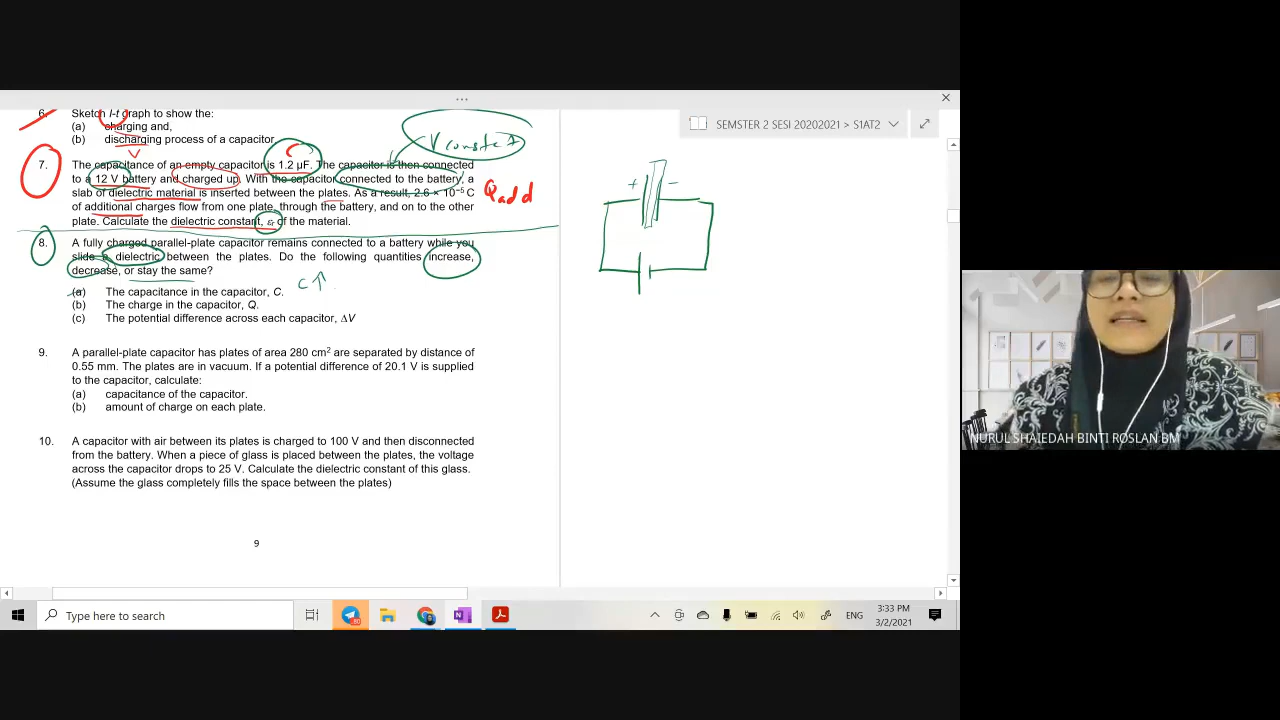 6. Sketch I-t graph to show the:
(a) charging and,
(b) discharging process of a capacitor.
V constant
SEMSTER 2 SESI 20202021 > S1AT2
7. The capacitance of an empty capacitor is 1.2 μF. The capacitor is then connected
to a 12 V battery and charged up. With the capacitor connected to the battery, a
slab of dielectric material is inserted between the plates. As a result, 2.6 × 10⁻⁵ C
of additional charges flow from one plate, through the battery, and on to the other
plate. Calculate the dielectric constant, εr of the material.
V
C
Qadd
+ -
8. A fully charged parallel-plate capacitor remains connected to a battery while you
slide a dielectric between the plates. Do the following quantities increase,
decrease, or stay the same?
(a) The capacitance in the capacitor, C.
C↑
(b) The charge in the capacitor, Q.
(c) The potential difference across each capacitor, ΔV
9. A parallel-plate capacitor has plates of area 280 cm² are separated by distance of
0.55 mm. The plates are in vacuum. If a potential difference of 20.1 V is supplied
to the capacitor, calculate:
(a) capacitance of the capacitor.
(b) amount of charge on each plate.
10. A capacitor with air between its plates is charged to 100 V and then disconnected
from the battery. When a piece of glass is placed between the plates, the voltage
across the capacitor drops to 25 V. Calculate the dielectric constant of this glass.
(Assume the glass completely fills the space between the plates)
9
NURUL SHAIEDAH BINTI ROSLAN BM
Type here to search
ENG
3:33 PM
3/2/2021